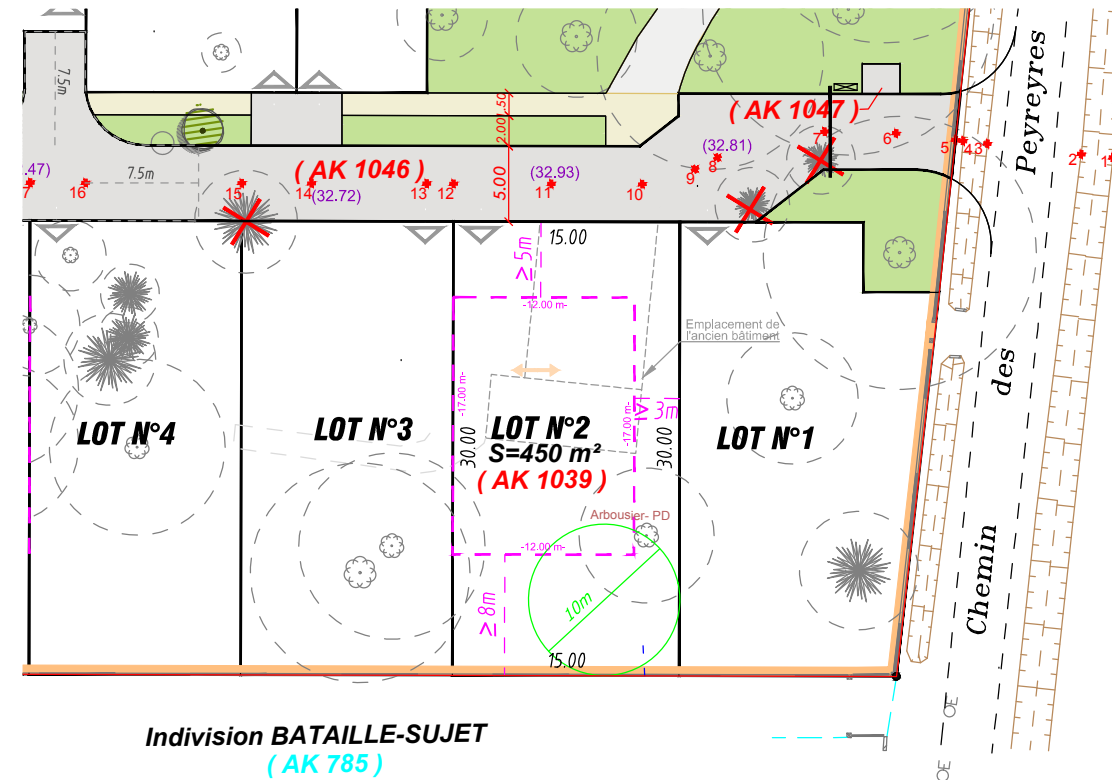 7.5m
7.5m
2.00
1.50
5.00
( AK 1046 )
( AK 1047 )
.47)
(32.72)
(32.93)
(32.81)
7
16
15
14
13
12
11
10
9
8
7
6
5
4
3
2
1
15.00
≥ 5m
-12.00 m-
Emplacement de
l'ancien bâtiment
-17.00 m-
-17.00 m-
≥ 3m
30.00
30.00
LOT N°4
LOT N°3
LOT N°2
S=450 m²
( AK 1039 )
LOT N°1
Arbousier- PD
-12.00 m-
≥ 8m
10m
15.00
Chemin
des
Peyreyres
OE
OE
Indivision BATAILLE-SUJET
( AK 785 )